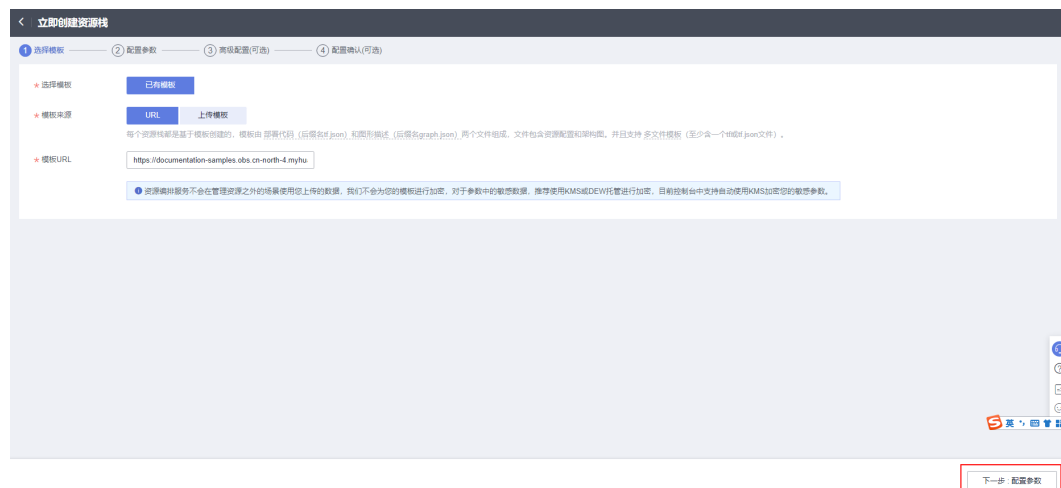 立即创建资源栈
1 选择模板 2 配置参数 3 高级配置(可选) 4 配置确认(可选)
★ 选择模板 已有模板
★ 模板来源 URL 上传模板
每个资源栈都是基于模板创建的，模板由 部署代码（后缀名tf.json）和图形描述（后缀名graph.json）两个文件组成，文件包含资源配置和架构图。并且支持 多文件模板（至少含一个tf或tf.json文件）。
★ 模板URL https://documentation-samples.obs.cn-north-4.myhu
资源编排服务不会在管理资源之外的场景使用您上传的数据，我们不会为您的模板进行加密，对于参数中的敏感数据，推荐使用KMS或DEW托管进行加密，目前控制台中支持自动使用KMS加密您的敏感参数。
英
下一步：配置参数